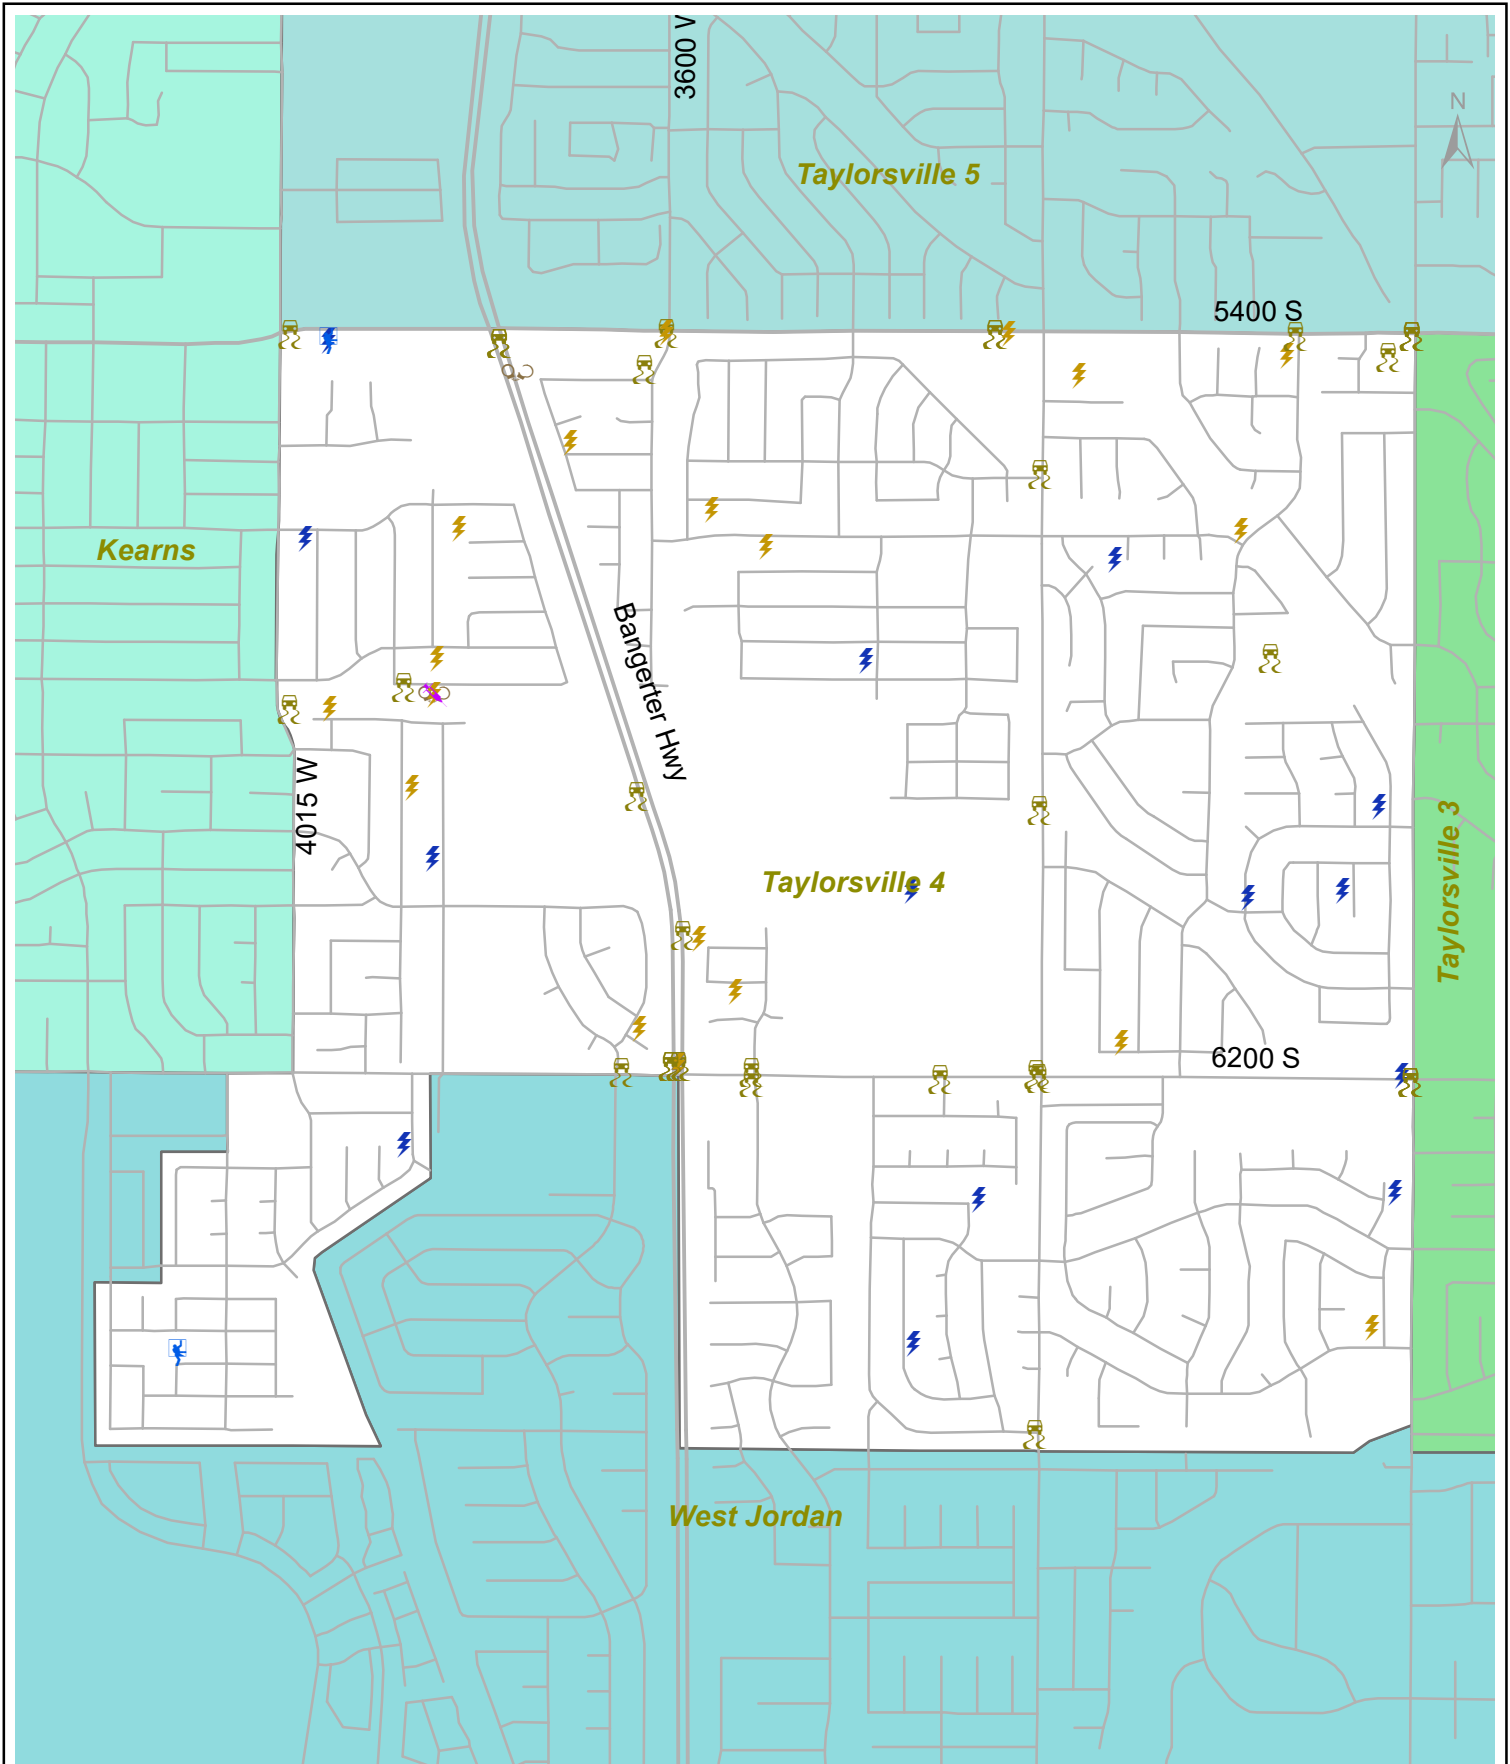 3600 W
N
Taylorsville 5
5400 S
Kearns
Bangerter Hwy
4015 W
Taylorsville 3
Taylorsville 4
6200 S
West Jordan